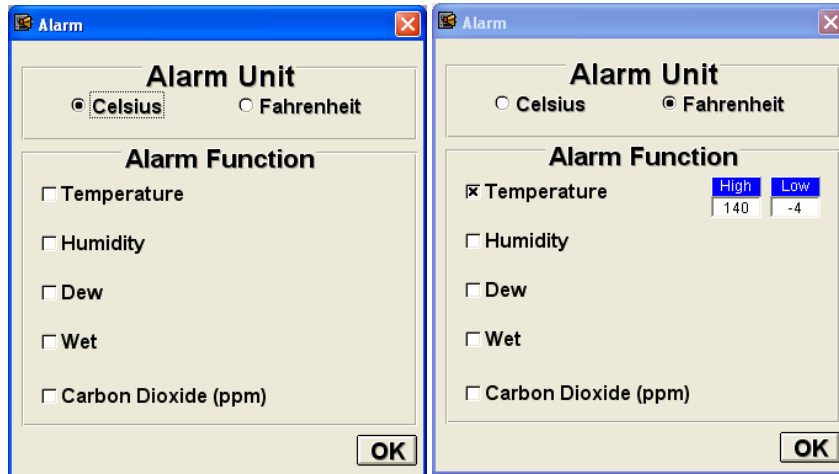 Alarm
Alarm Unit
Celsius Fahrenheit
Alarm Function
Temperature
Humidity
Dew
Wet
Carbon Dioxide (ppm)
OK
Alarm
Alarm Unit
Celsius Fahrenheit
Alarm Function
Temperature High Low
140 -4
Humidity
Dew
Wet
Carbon Dioxide (ppm)
OK